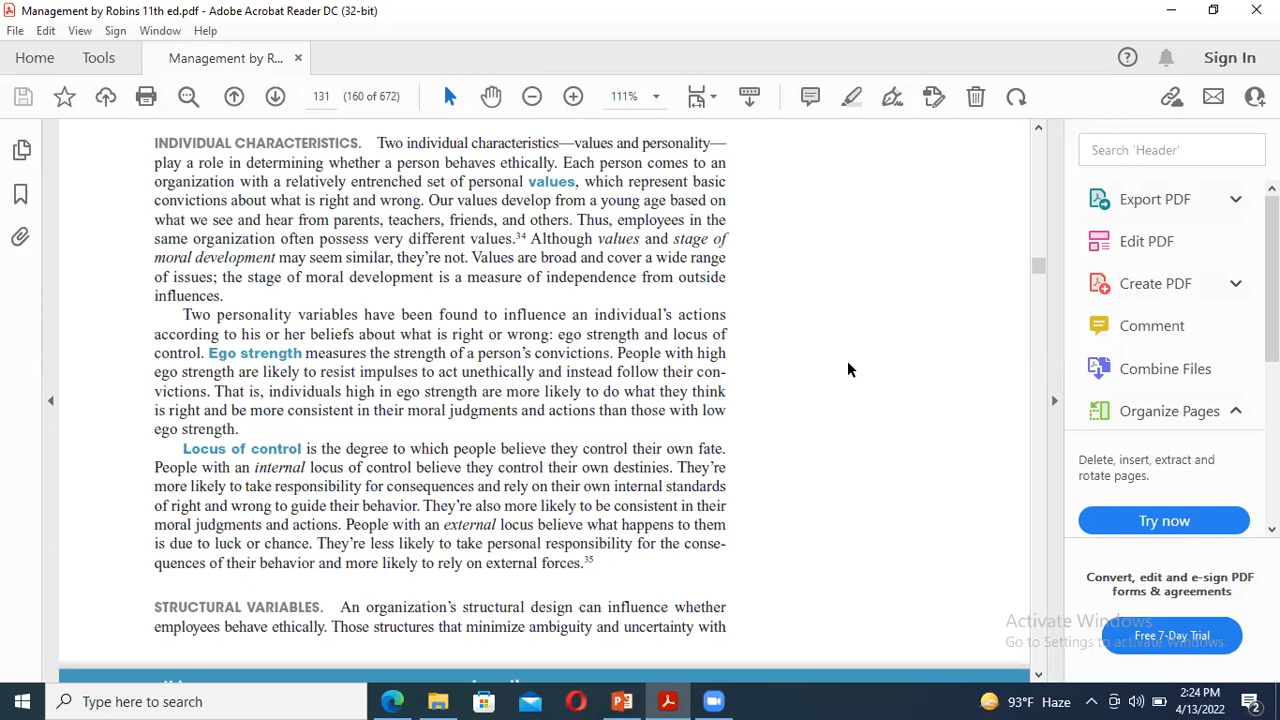 Management by Robins 11th ed.pdf - Adobe Acrobat Reader DC (32-bit)
File Edit View Sign Window Help
Home Tools Management by R... × Sign In
131 (160 of 672) 111%
INDIVIDUAL CHARACTERISTICS. Two individual characteristics—values and personality—
play a role in determining whether a person behaves ethically. Each person comes to an
organization with a relatively entrenched set of personal values, which represent basic
convictions about what is right and wrong. Our values develop from a young age based on
what we see and hear from parents, teachers, friends, and others. Thus, employees in the
same organization often possess very different values.34 Although values and stage of
moral development may seem similar, they're not. Values are broad and cover a wide range
of issues; the stage of moral development is a measure of independence from outside
influences.
Two personality variables have been found to influence an individual's actions
according to his or her beliefs about what is right or wrong: ego strength and locus of
control. Ego strength measures the strength of a person's convictions. People with high
ego strength are likely to resist impulses to act unethically and instead follow their con-
victions. That is, individuals high in ego strength are more likely to do what they think
is right and be more consistent in their moral judgments and actions than those with low
ego strength.
Locus of control is the degree to which people believe they control their own fate.
People with an internal locus of control believe they control their own destinies. They're
more likely to take responsibility for consequences and rely on their own internal standards
of right and wrong to guide their behavior. They're also more likely to be consistent in their
moral judgments and actions. People with an external locus believe what happens to them
is due to luck or chance. They're less likely to take personal responsibility for the conse-
quences of their behavior and more likely to rely on external forces.35
STRUCTURAL VARIABLES. An organization's structural design can influence whether
employees behave ethically. Those structures that minimize ambiguity and uncertainty with
Search 'Header'
Export PDF
Edit PDF
Create PDF
Comment
Combine Files
Organize Pages
Delete, insert, extract and
rotate pages.
Try now
Convert, edit and e-sign PDF
forms & agreements
Free 7-Day Trial
Activate Windows
Go to Settings to activate Windows.
Type here to search
93°F Haze
2:24 PM
4/13/2022
2